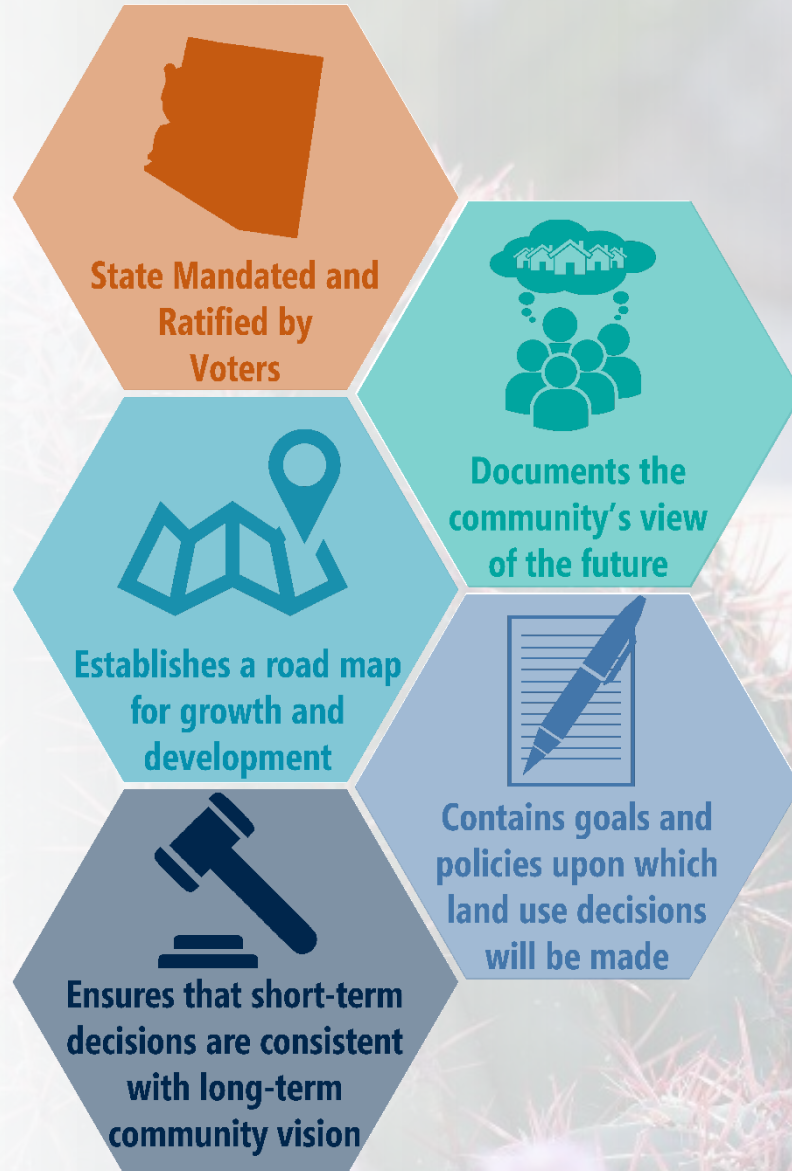 State Mandated and
Ratified by
Voters
Documents the
community’s view
of the future
Establishes a road map
for growth and
development
Contains goals and
policies upon which
land use decisions
will be made
Ensures that short-term
decisions are consistent
with long-term
community vision